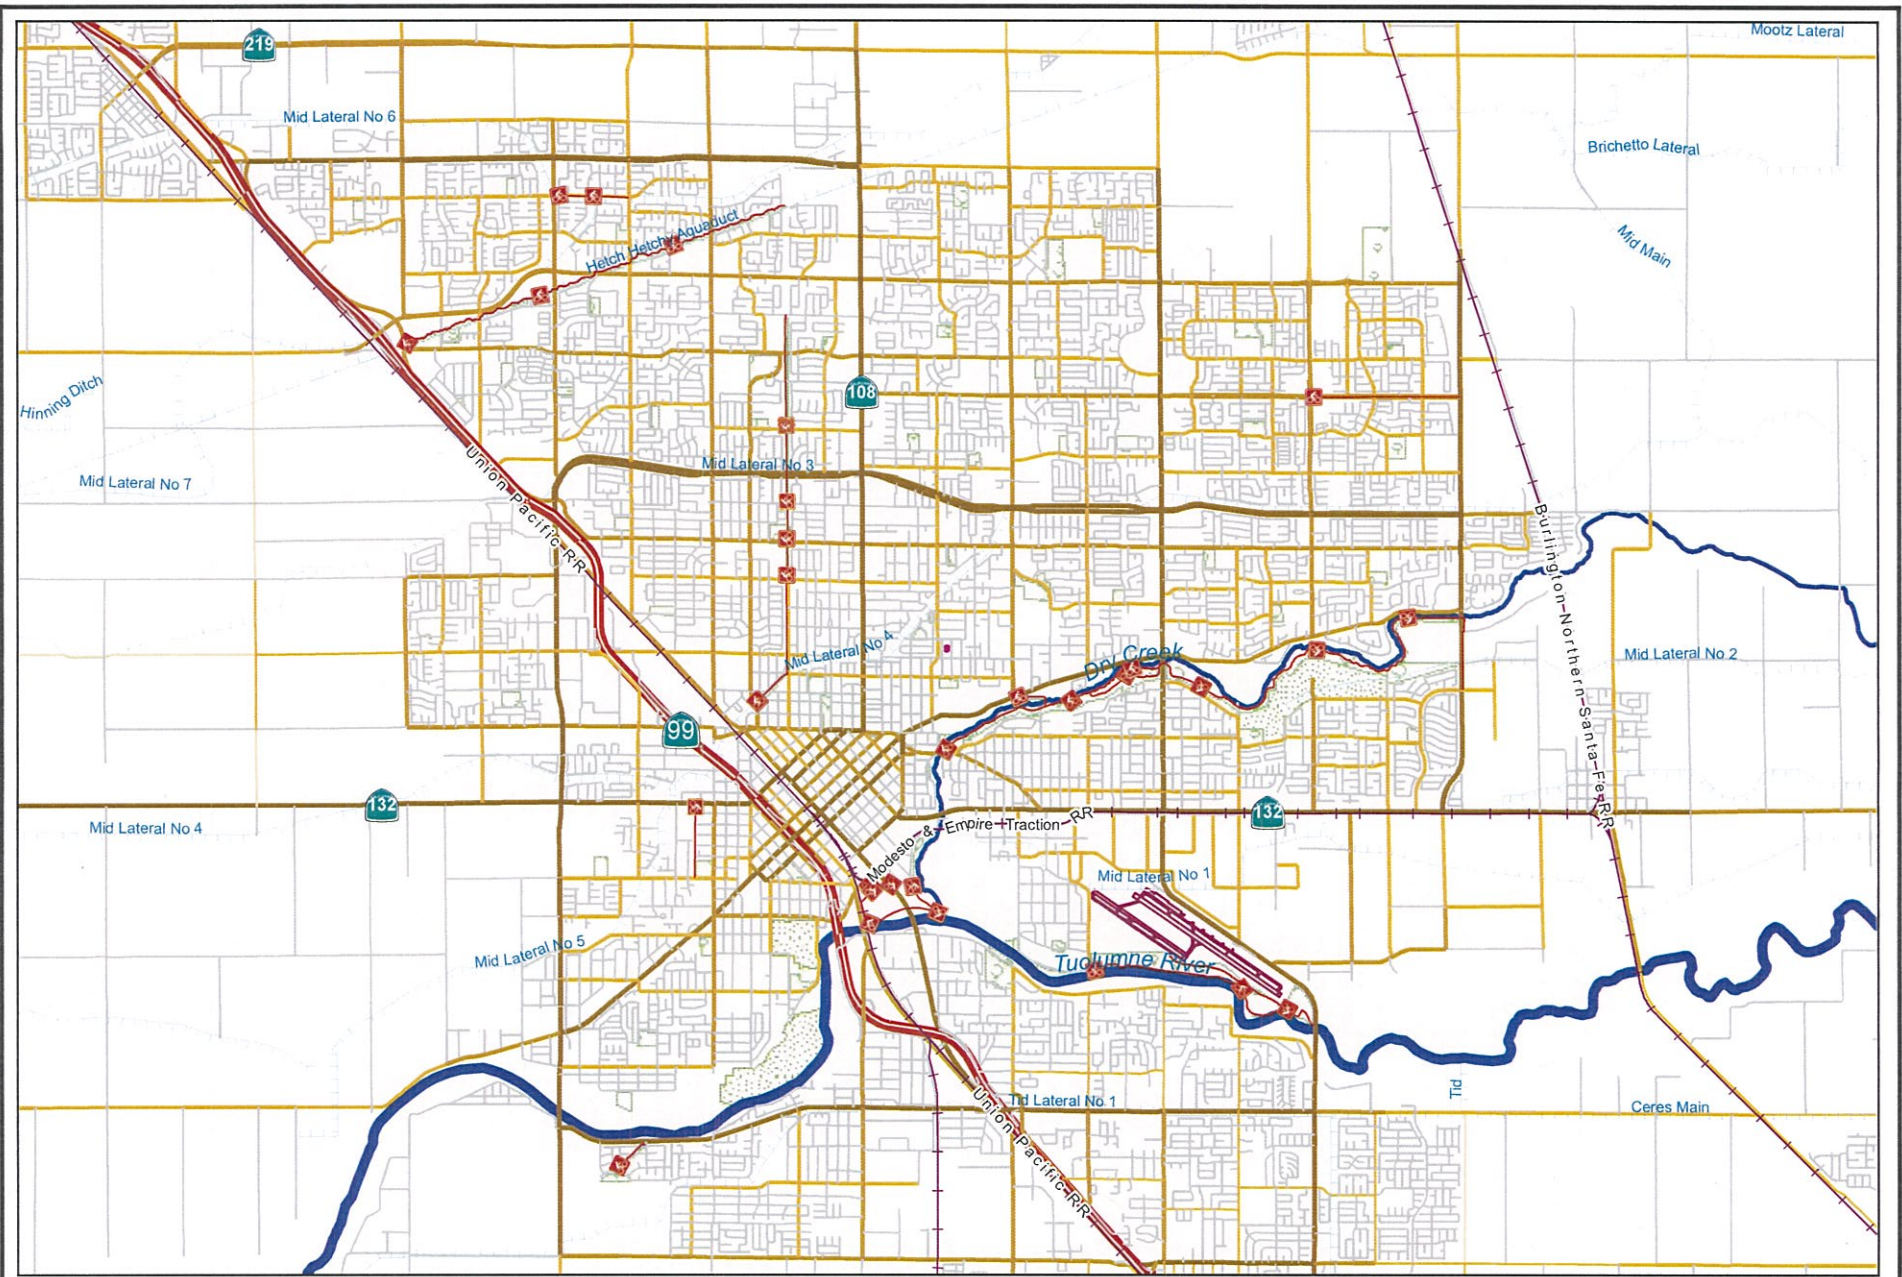 Mootz Lateral
219
Mid Lateral No 6
Brichetto Lateral
Hetch Hetchy Aquaduct
Mid Main
Hinning Ditch
108
Union Pacific RR
Mid Lateral No 3
Mid Lateral No 7
Burlington Northern Santa Fe RR
Mid Lateral No 4
Dry Creek
Mid Lateral No 2
99
132
132
Mid Lateral No 4
Modesto & Empire Traction RR
Mid Lateral No 1
Mid Lateral No 5
Tuolumne River
Tid
Tid Lateral No 1
Ceres Main
Union Pacific RR